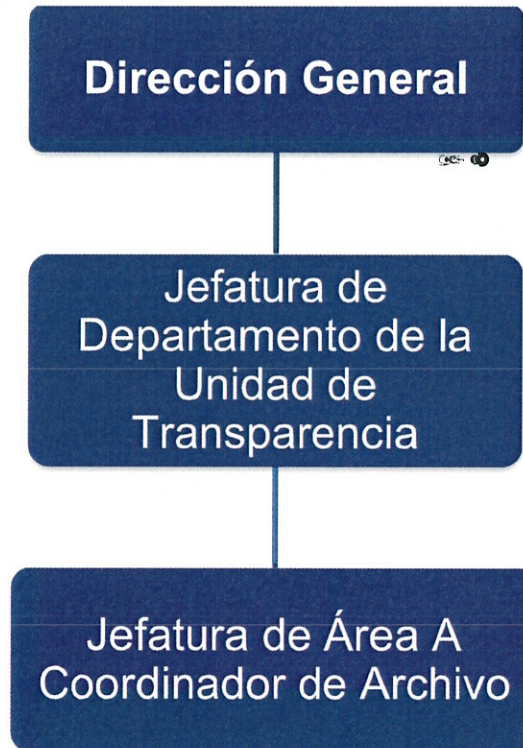 Dirección General
Jefatura de
Departamento de la
Unidad de
Transparencia
Jefatura de Área A
Coordinador de Archivo